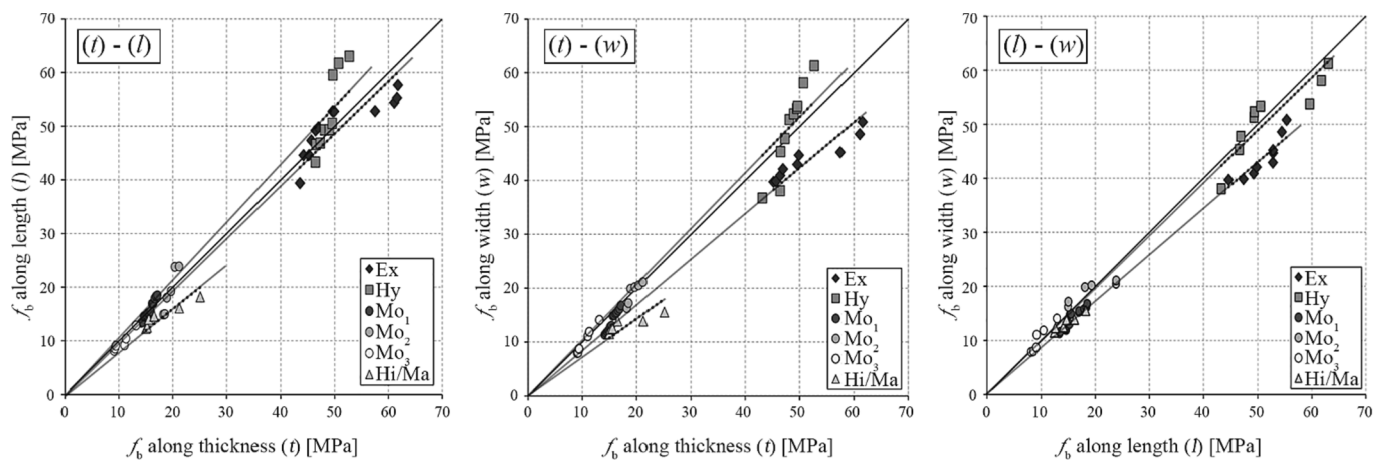 (t) - (l)
f_b along length (l) [MPa]
70
60
50
40
30
20
10
0
Ex
Hy
Mo1
Mo2
Mo3
Hi/Ma
0 10 20 30 40 50 60 70
f_b along thickness (t) [MPa]
(t) - (w)
f_b along width (w) [MPa]
70
60
50
40
30
20
10
0
Ex
Hy
Mo1
Mo2
Mo3
Hi/Ma
0 10 20 30 40 50 60 70
f_b along thickness (t) [MPa]
(l) - (w)
f_b along width (w) [MPa]
70
60
50
40
30
20
10
0
Ex
Hy
Mo1
Mo2
Mo3
Hi/Ma
0 10 20 30 40 50 60 70
f_b along length (l) [MPa]